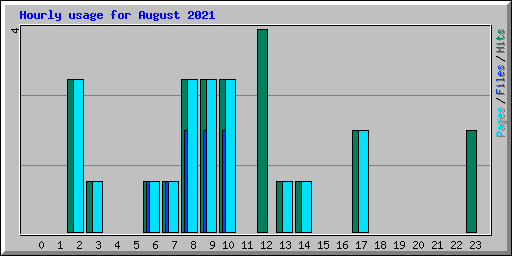 Hourly usage for August 2021
4
Pages/Files/Hits
0 1 2 3 4 5 6 7 8 9 10 11 12 13 14 15 16 17 18 19 20 21 22 23